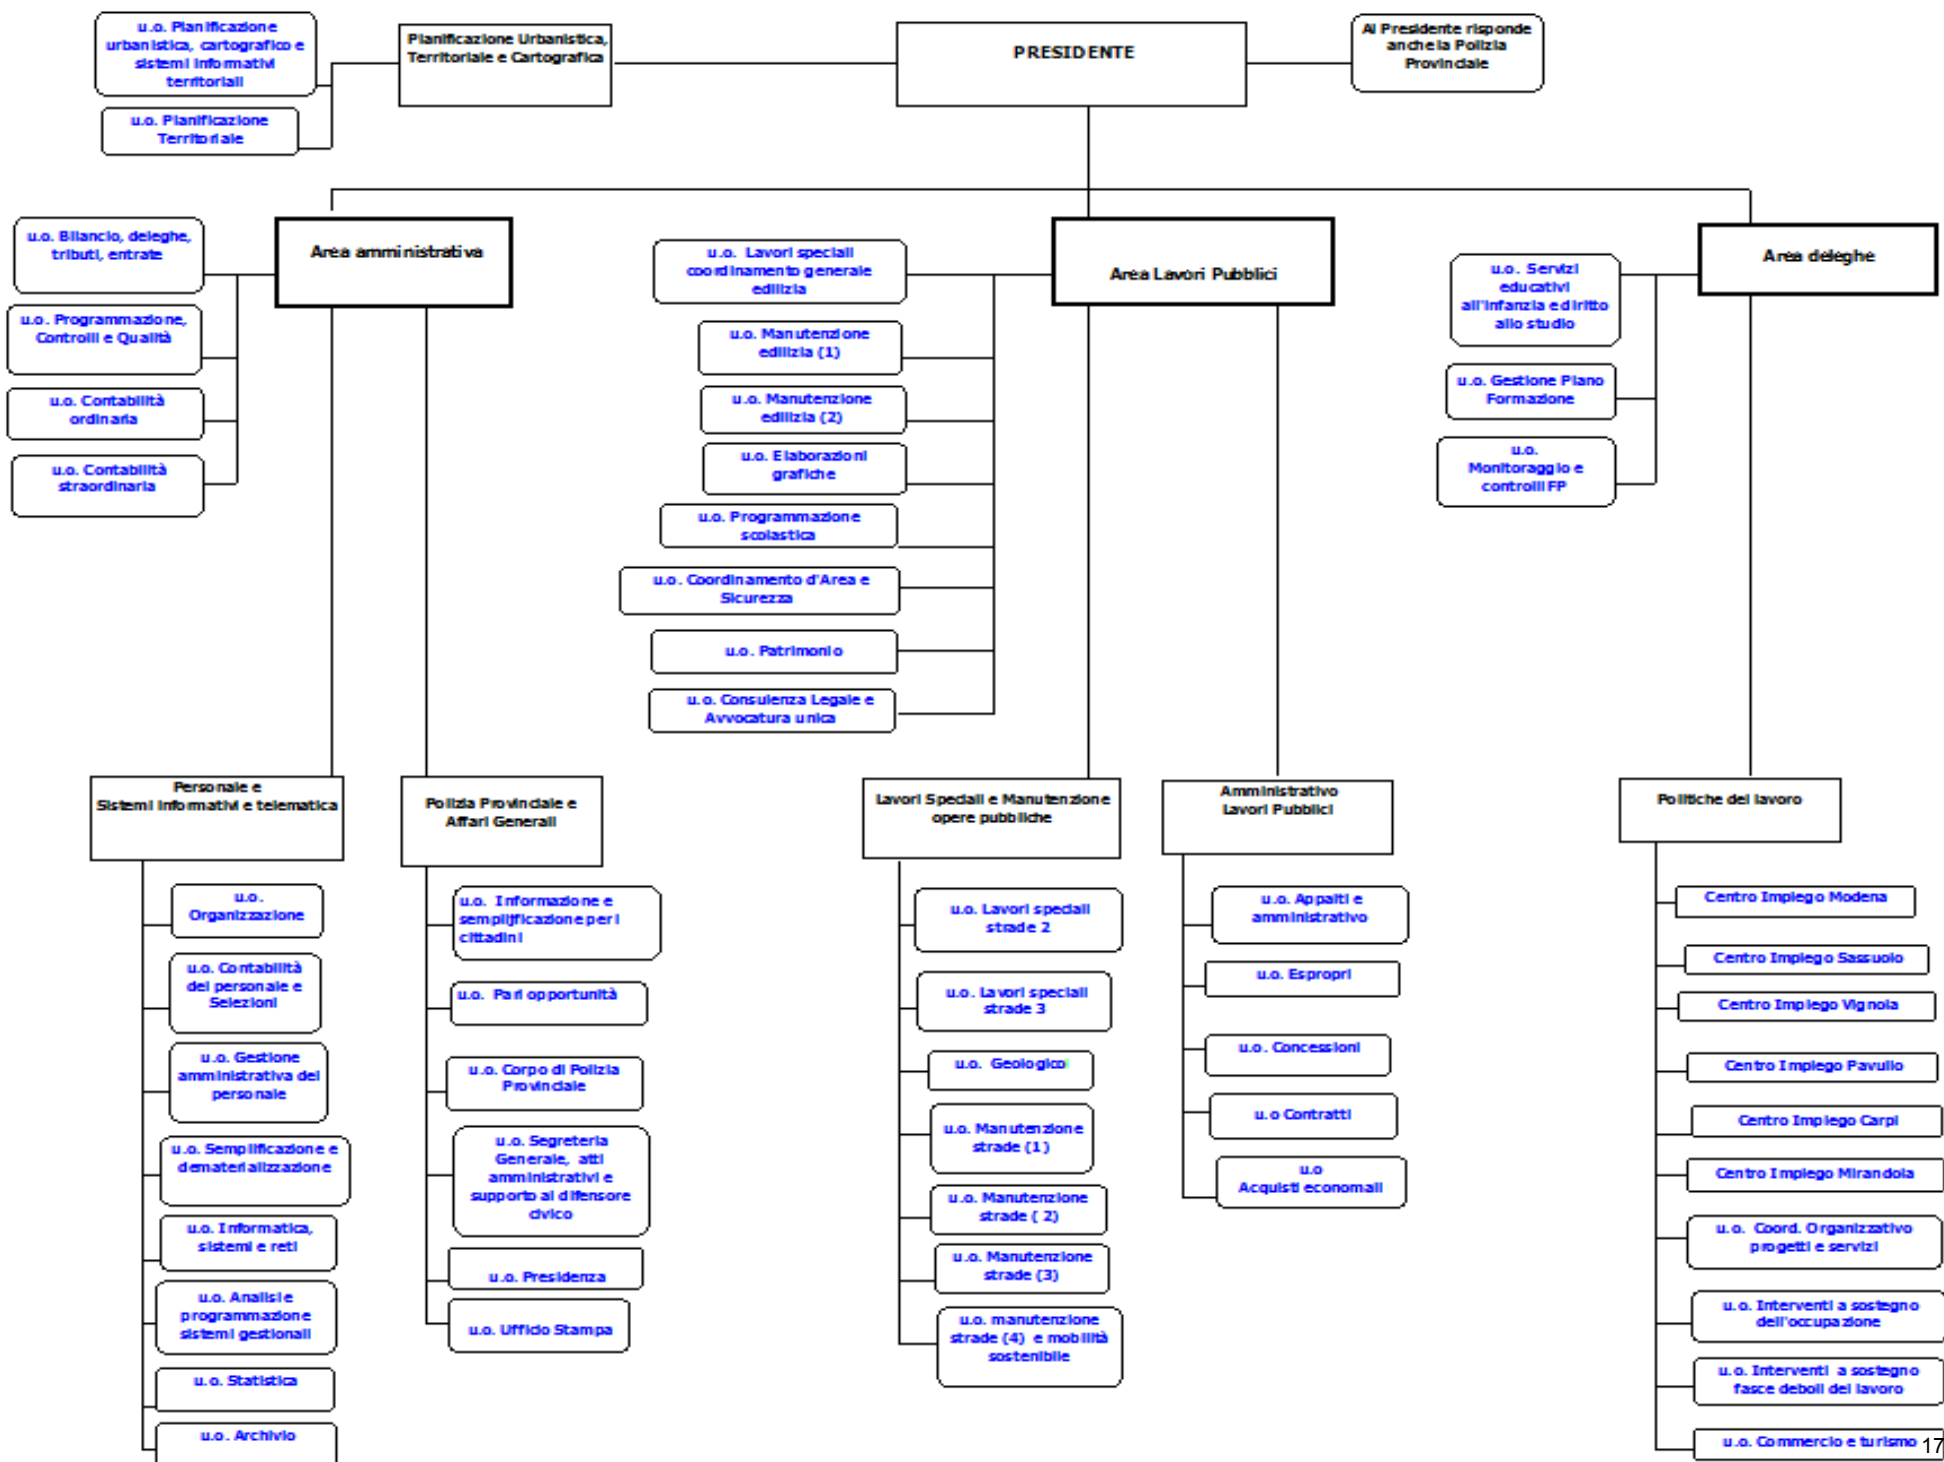 u.o. Planificazione
urbanistica, cartografico e
sistemi informativi
territoriali
u.o. Planificazione
Territoriale
Planificazione Urbanistica,
Territoriale e Cartografica
PRESIDENTE
Al Presidente risponde
anche la Polizia
Provinciale
Area amministrativa
u.o. Bilancio, deleghe,
tributi, entrate
u.o. Programmazione,
Controlli e Qualità
u.o. Contabilità
ordinaria
u.o. Contabilità
straordinaria
Area Lavori Pubblici
u.o. Lavori speciali
coordinamento generale
edilizia
u.o. Manutenzione
edilizia (1)
u.o. Manutenzione
edilizia (2)
u.o. Elaborazioni
grafiche
u.o. Programmazione
scolastica
u.o. Coordinamento d'Area e
Sicurezza
u.o. Patrimonio
u.o. Consulenza Legale e
Avvocatura unica
Area deleghe
u.o. Servizi
educativi
all'infanzia e diritto
allo studio
u.o. Gestione Piano
Formazione
u.o.
Monitoraggio e
controlli FP
Personale e
Sistemi informativi e telematica
u.o.
Organizzazione
u.o. Contabilità
del personale e
Selezioni
u.o. Gestione
amministrativa del
personale
u.o. Semplificazione e
dematerializzazione
u.o. Informatica,
sistemi e reti
u.o. Analisi e
programmazione
sistemi gestionali
u.o. Statistica
u.o. Archivio
Polizia Provinciale e
Affari Generali
u.o. Informazione e
semplificazione per i
cittadini
u.o. Pari opportunità
u.o. Corpo di Polizia
Provinciale
u.o. Segreteria
Generale, atti
amministrativi e
supporto al difensore
civico
u.o. Presidenza
u.o. Ufficio Stampa
Lavori Speciali e Manutenzione
opere pubbliche
u.o. Lavori speciali
strade 2
u.o. Lavori speciali
strade 3
u.o. Geologico
u.o. Manutenzione
strade (1)
u.o. Manutenzione
strade ( 2)
u.o. Manutenzione
strade (3)
u.o. manutenzione
strade (4) e mobilità
sostenibile
Amministrativo
Lavori Pubblici
u.o. Appalti e
amministrativo
u.o. Espropri
u.o. Concessioni
u.o Contratti
u.o
Acquisti economali
Politiche del lavoro
Centro Impiego Modena
Centro Impiego Sassuolo
Centro Impiego Vignola
Centro Impiego Pavullo
Centro Impiego Carpi
Centro Impiego Mirandola
u.o. Coord. Organizzativo
progetti e servizi
u.o. Interventi a sostegno
dell'occupazione
u.o. Interventi a sostegno
fasce deboli del lavoro
u.o. Commercio e turismo
17